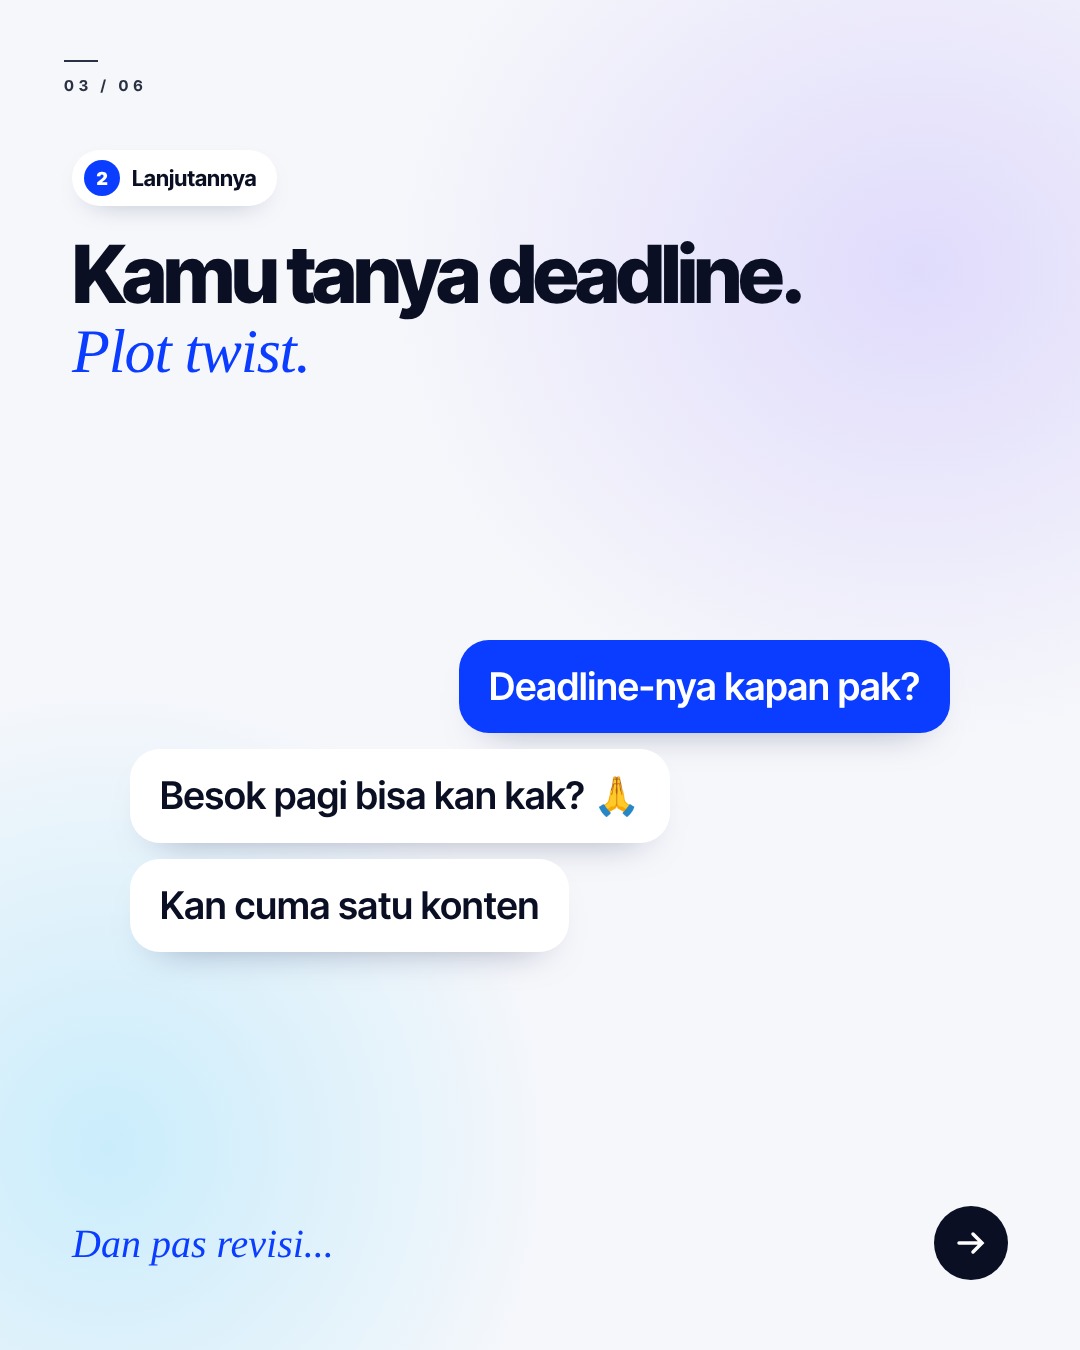 03 / 06
2 Lanjutannya
Kamu tanya deadline.
Plot twist.
Deadline-nya kapan pak?
Besok pagi bisa kan kak? 🙏
Kan cuma satu konten
Dan pas revisi...